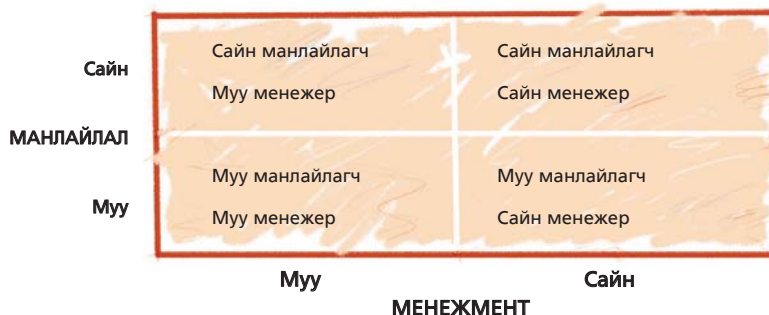 Сайн
МАНЛАЙЛАЛ
Муу
Сайн манлайлагч
Муу менежер
Сайн манлайлагч
Сайн менежер
Муу манлайлагч
Муу менежер
Муу манлайлагч
Сайн менежер
Муу
Сайн
МЕНЕЖМЕНТ